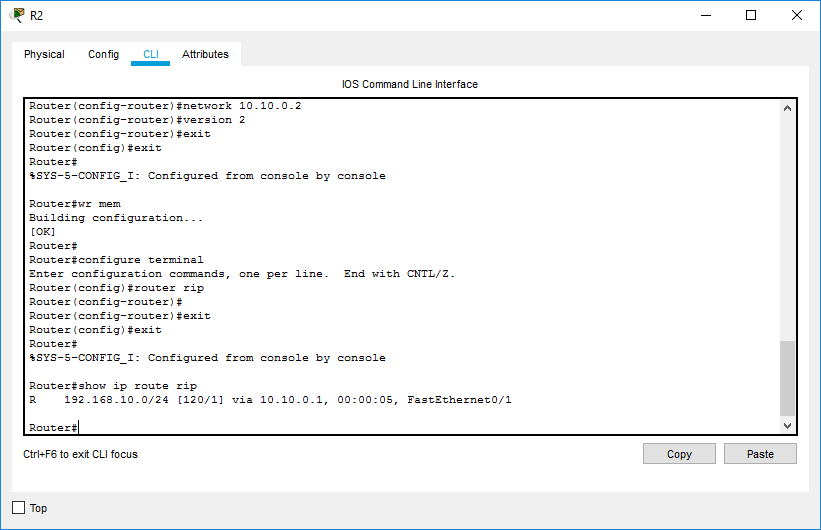 R2
Physical Config CLI Attributes
IOS Command Line Interface
Router(config-router)#network 10.10.0.2
Router(config-router)#version 2
Router(config-router)#exit
Router(config)#exit
Router#
%SYS-5-CONFIG_I: Configured from console by console
Router#wr mem
Building configuration...
[OK]
Router#
Router#configure terminal
Enter configuration commands, one per line.  End with CNTL/Z.
Router(config)#router rip
Router(config-router)#
Router(config-router)#exit
Router(config)#exit
Router#
%SYS-5-CONFIG_I: Configured from console by console
Router#show ip route rip
R    192.168.10.0/24 [120/1] via 10.10.0.1, 00:00:05, FastEthernet0/1
Router#
Ctrl+F6 to exit CLI focus
Copy Paste
Top